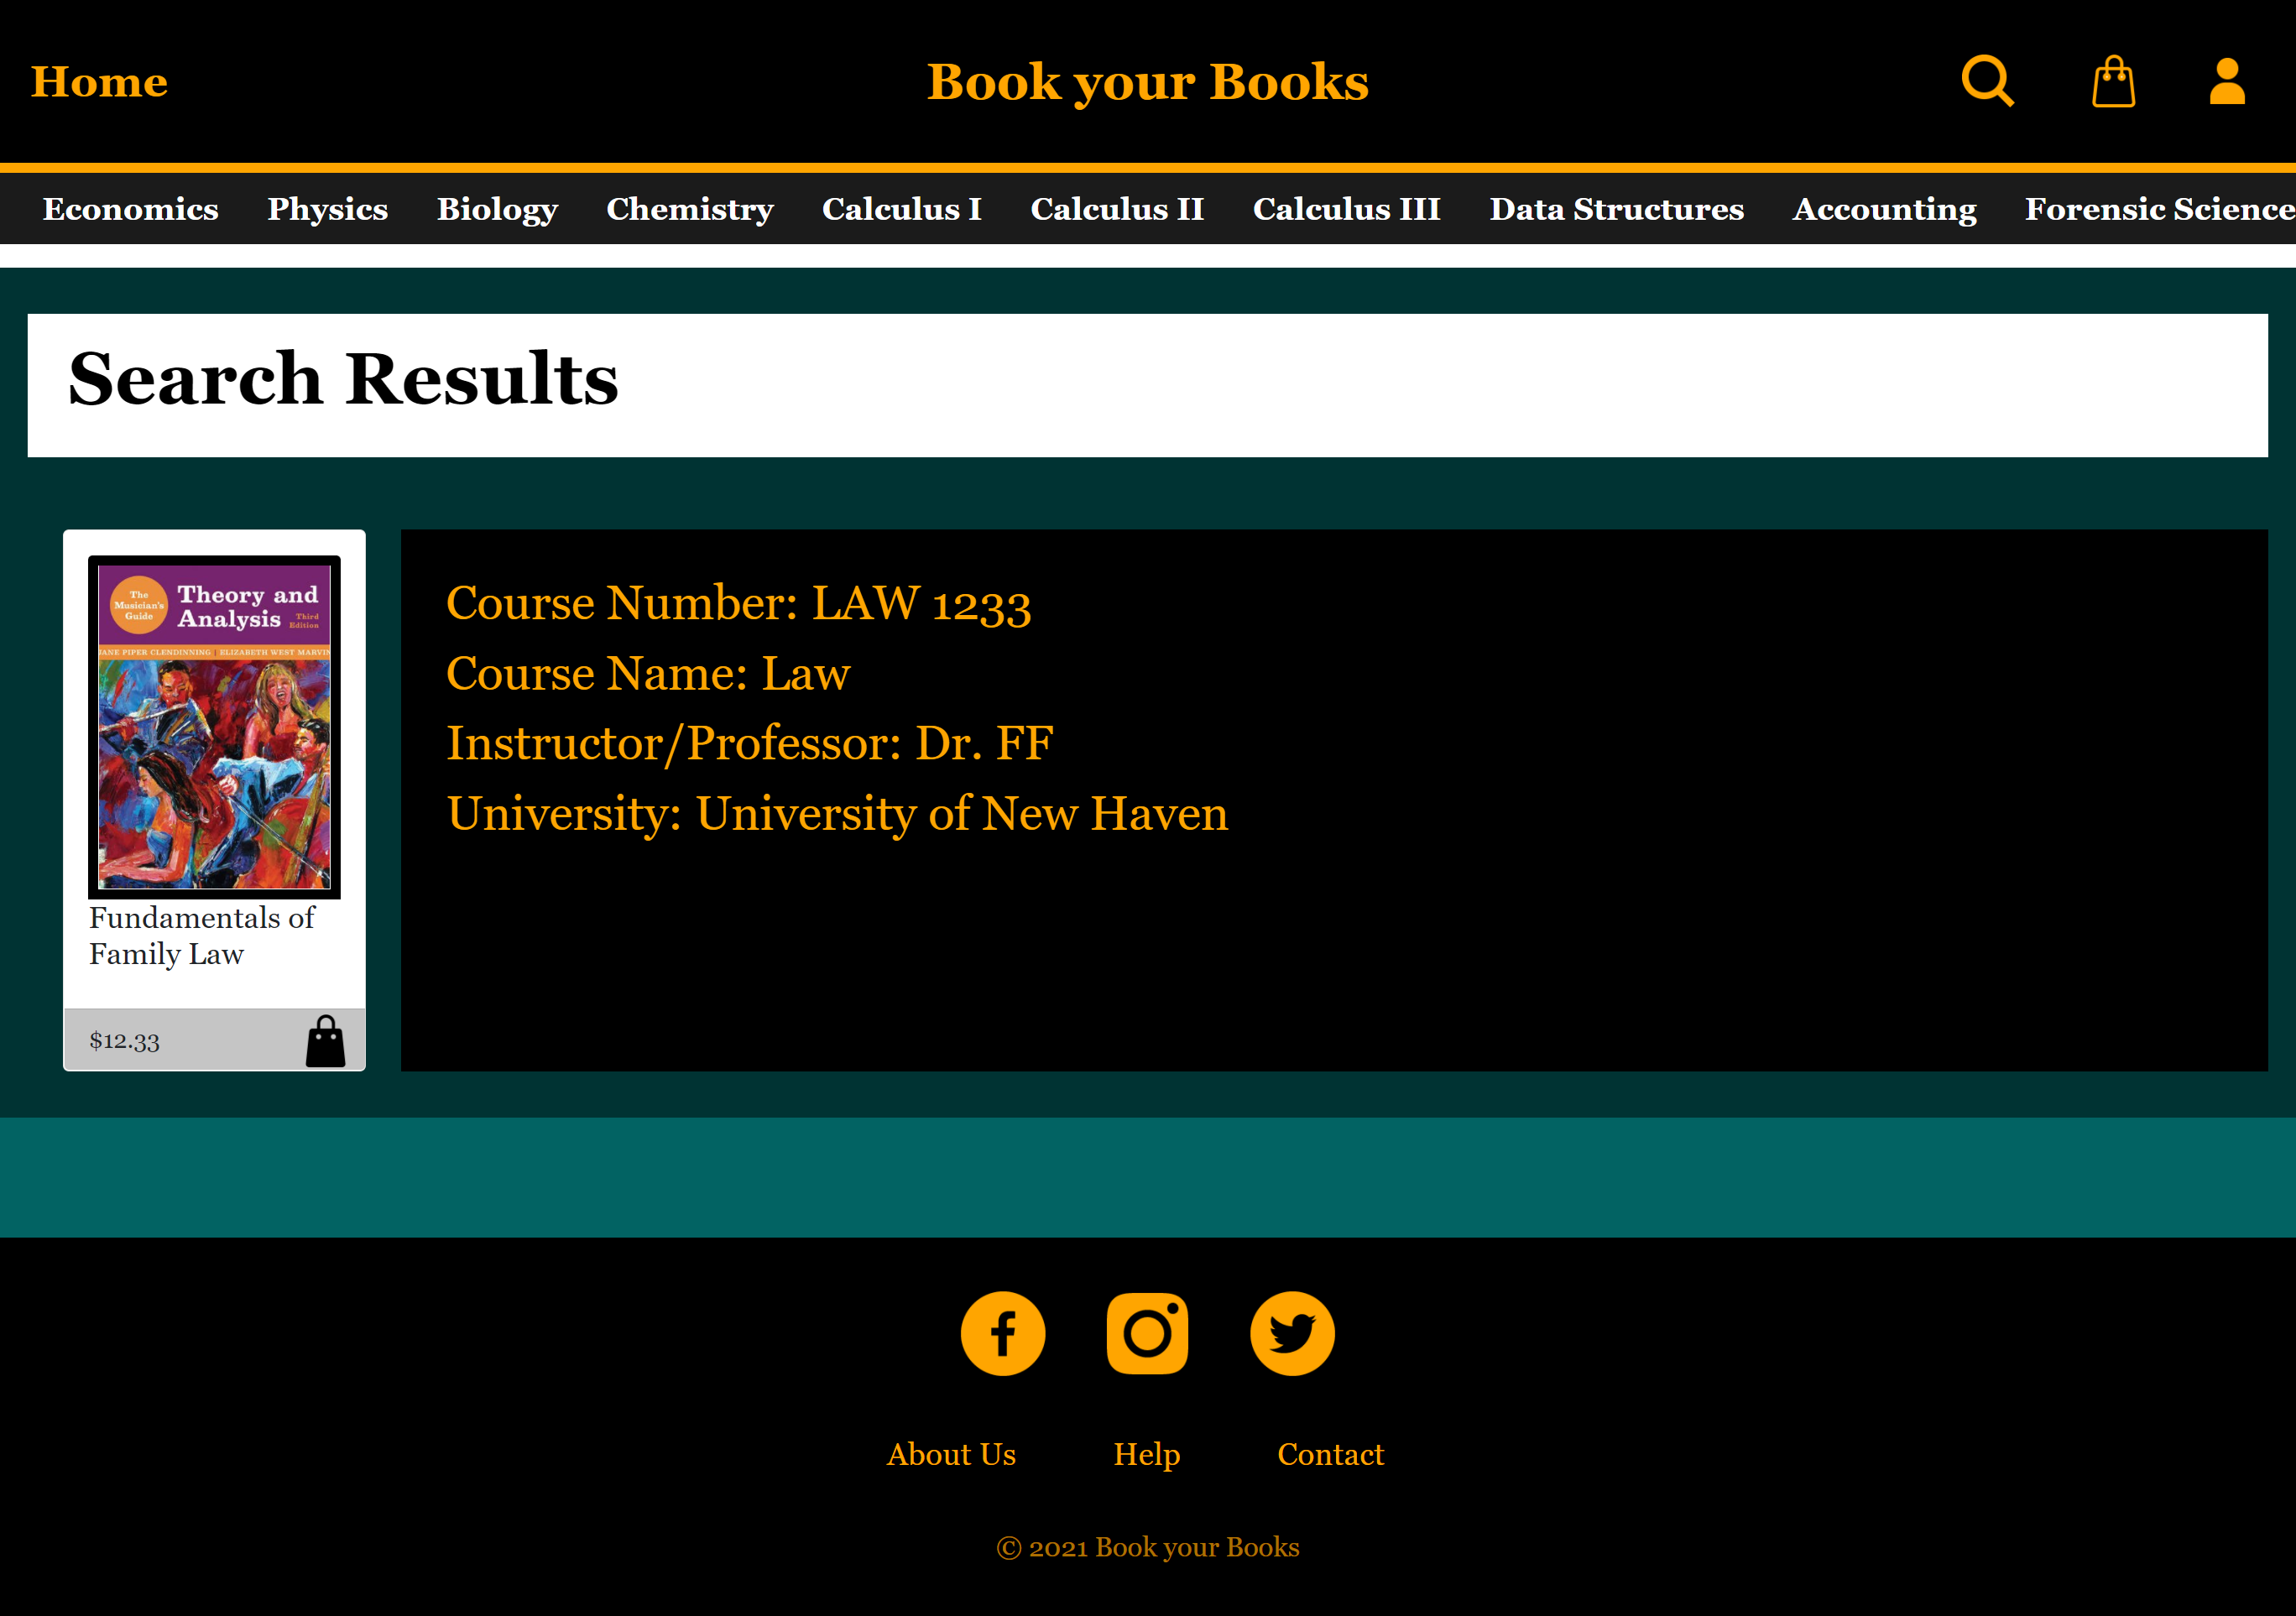 Home
Book your Books
Economics Physics Biology Chemistry Calculus I Calculus II Calculus III Data Structures Accounting Forensic Science
Search Results
The
Musician's
Guide
Theory and
Analysis
Third
Edition
JANE PIPER CLENDINNING | ELIZABETH WEST MARVIN
Fundamentals of
Family Law
$12.33
Course Number: LAW 1233
Course Name: Law
Instructor/Professor: Dr. FF
University: University of New Haven
About Us Help Contact
© 2021 Book your Books